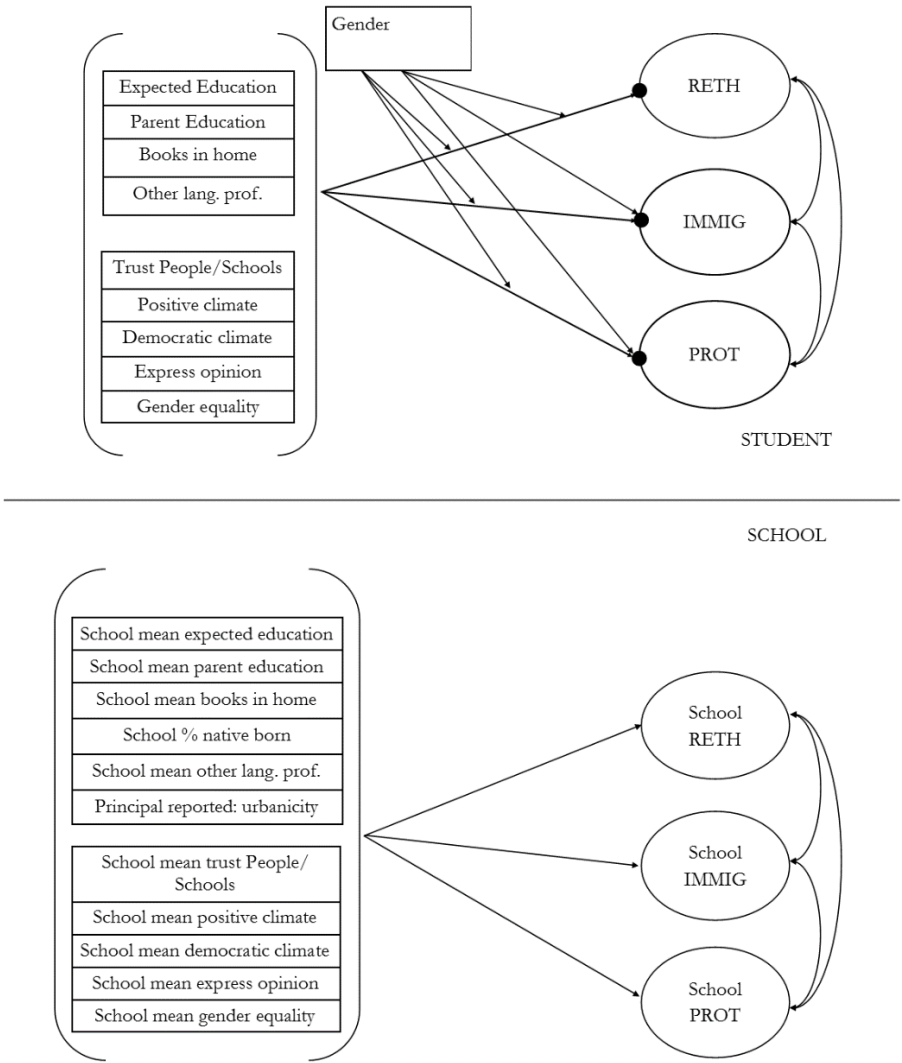 Gender
Expected Education
Parent Education
Books in home
Other lang. prof.
Trust People/Schools
Positive climate
Democratic climate
Express opinion
Gender equality
RETH
IMMIG
PROT
STUDENT
SCHOOL
School mean expected education
School mean parent education
School mean books in home
School % native born
School mean other lang. prof.
Principal reported: urbanicity
School mean trust People/
Schools
School mean positive climate
School mean democratic climate
School mean express opinion
School mean gender equality
School
RETH
School
IMMIG
School
PROT